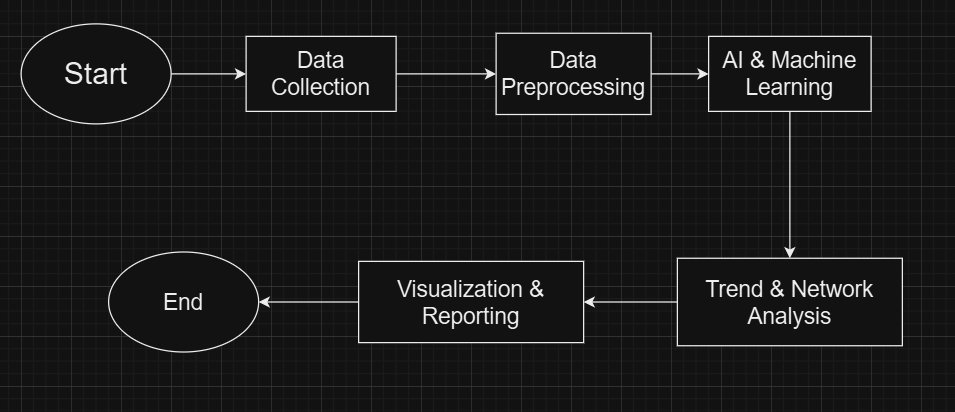 Start
Data
Collection
Data
Preprocessing
AI & Machine
Learning
Trend & Network
Analysis
Visualization &
Reporting
End